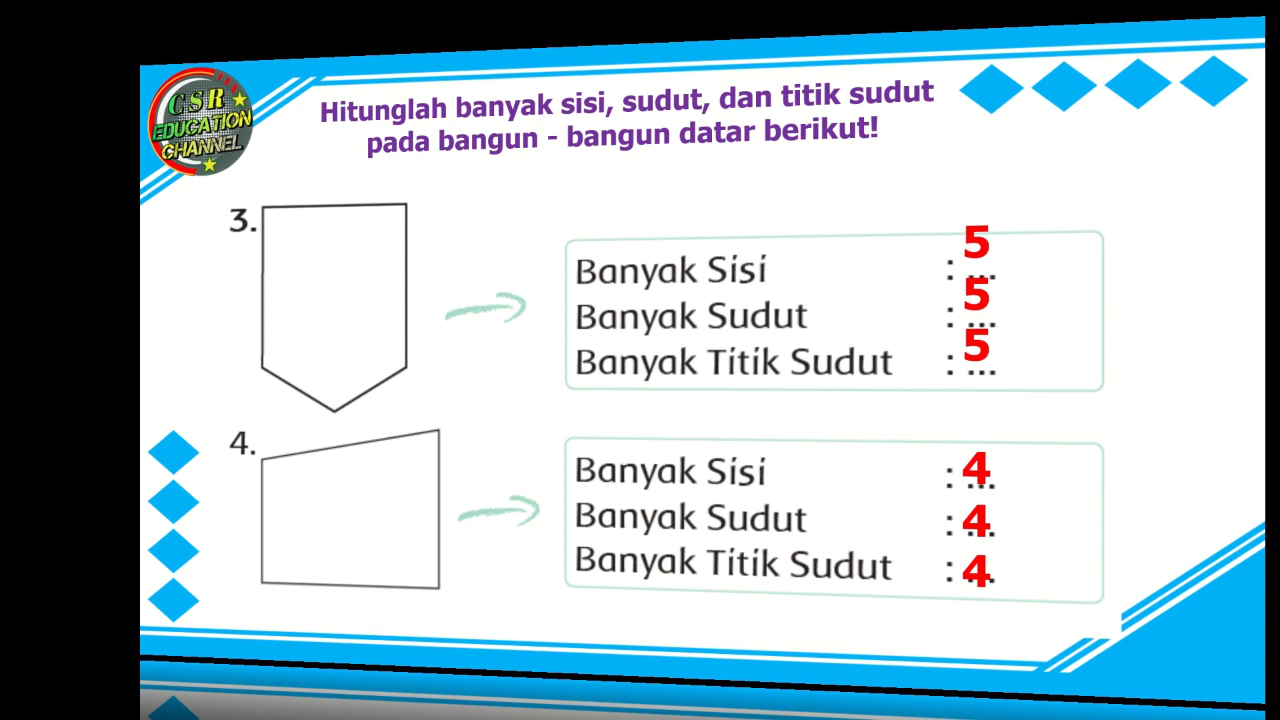 CSR
EDUCATION
CHANNEL
Hitunglah banyak sisi, sudut, dan titik sudut
pada bangun - bangun datar berikut!
3.
Banyak Sisi : ... 5
Banyak Sudut : ... 5
Banyak Titik Sudut : ... 5
4.
Banyak Sisi : ... 4
Banyak Sudut : ... 4
Banyak Titik Sudut : ... 4